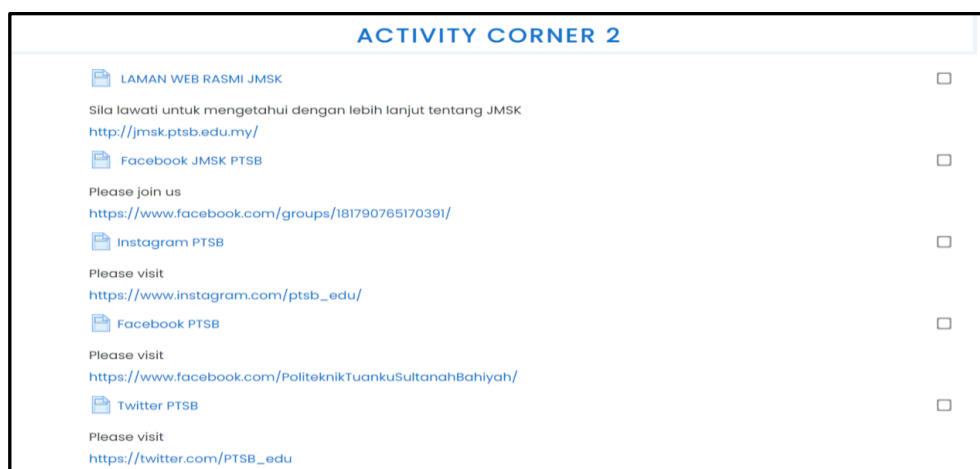 ACTIVITY CORNER 2
LAMAN WEB RASMI JMSK
Sila lawati untuk mengetahui dengan lebih lanjut tentang JMSK
http://jmsk.ptsb.edu.my/
Facebook JMSK PTSB
Please join us
https://www.facebook.com/groups/181790765170391/
Instagram PTSB
Please visit
https://www.instagram.com/ptsb_edu/
Facebook PTSB
Please visit
https://www.facebook.com/PoliteknikTuankuSultanahBahiyah/
Twitter PTSB
Please visit
https://twitter.com/PTSB_edu